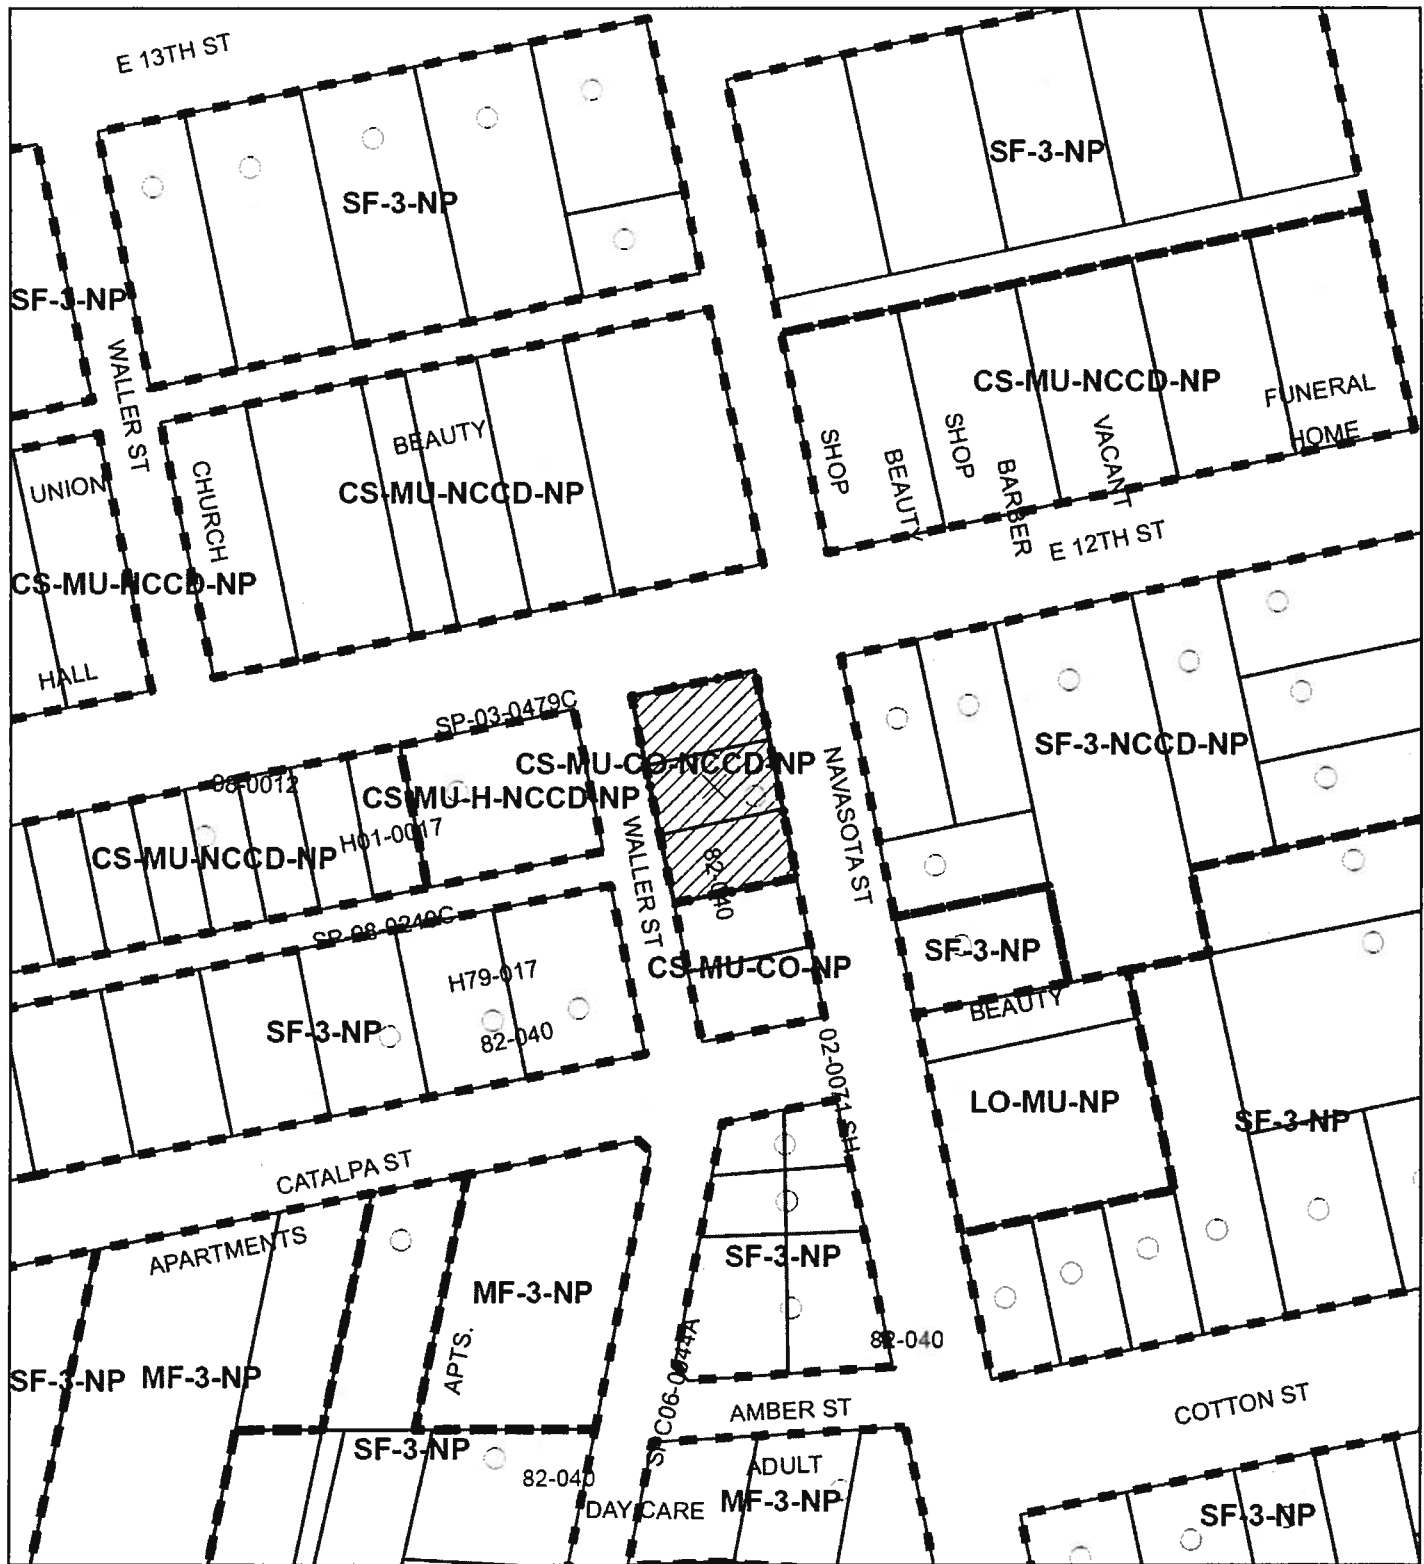 E 13TH ST
SF-3-NP
SF-3-NP
SF-3-NP
WALLER ST
CS-MU-NCCD-NP
FUNERAL
HOME
BEAUTY
SHOP
BEAUTY
SHOP
BARBER
VACANT
UNION
CHURCH
CS-MU-NCCD-NP
E 12TH ST
CS-MU-NCCD-NP
HALL
SP-03-0479C
CS-MU-CO-NCCD-NP
SF-3-NCCD-NP
98-0012
CS-MU-H-NCCD-NP
NAVASOTA ST
H01-0017
CS-MU-NCCD-NP
WALLER ST
82-040
SP-08-0240C
SF-3-NP
H79-017
CS-MU-CO-NP
BEAUTY
SF-3-NP
82-040
02-0071-SH
LO-MU-NP
SF-3-NP
CATALPA ST
APARTMENTS
SF-3-NP
MF-3-NP
82-040
APTS.
SF-3-NP
MF-3-NP
SPC06-0044A
AMBER ST
COTTON ST
SF-3-NP
ADULT
82-040
DAY CARE
MF-3-NP
SF-3-NP